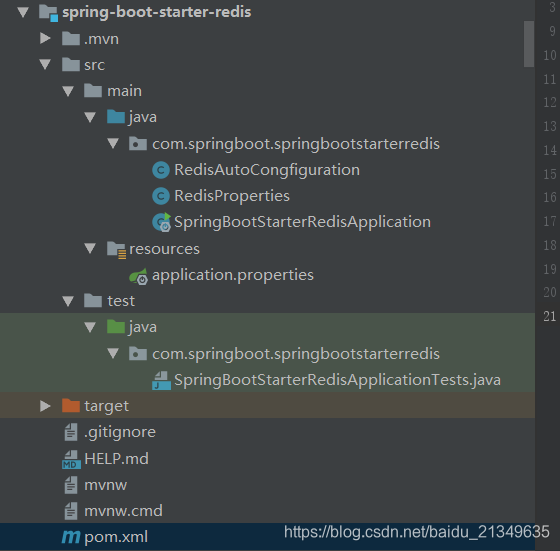 spring-boot-starter-redis
.mvn
src
main
java
com.springboot.springbootstarterredis
RedisAutoCongfiguration
RedisProperties
SpringBootStarterRedisApplication
resources
application.properties
test
java
com.springboot.springbootstarterredis
SpringBootStarterRedisApplicationTests.java
target
.gitignore
HELP.md
mvnw
mvnw.cmd
pom.xml
https://blog.csdn.net/baidu_21349635
3
9
10
11
12
13
14
15
16
17
18
19
20
21